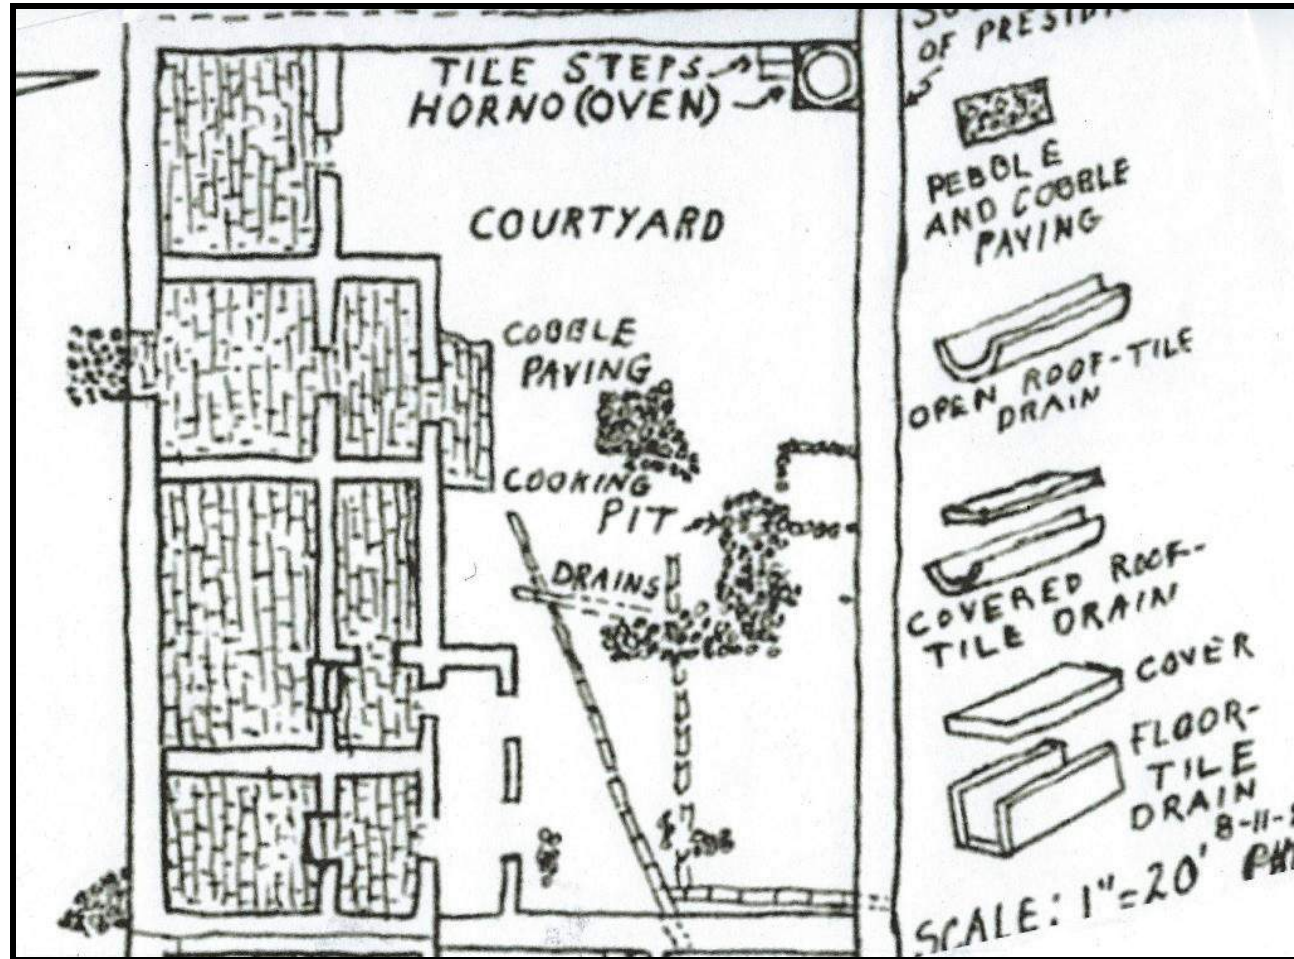 TILE STEPS
HORNO (OVEN)
COURTYARD
COBBLE
PAVING
COOKING
PIT
DRAINS
OF
PEBBLE
AND COBBLE
PAVING
OPEN ROOF-TILE
DRAIN
COVERED ROOF-
TILE DRAIN
COVER
FLOOR-
TILE
DRAIN
SCALE: 1"=20'